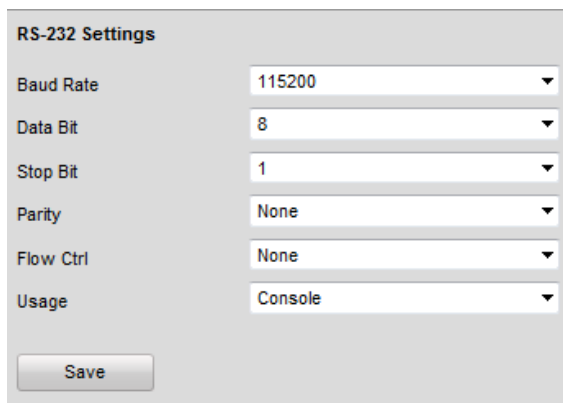 RS-232 Settings
Baud Rate 115200
Data Bit 8
Stop Bit 1
Parity None
Flow Ctrl None
Usage Console
Save